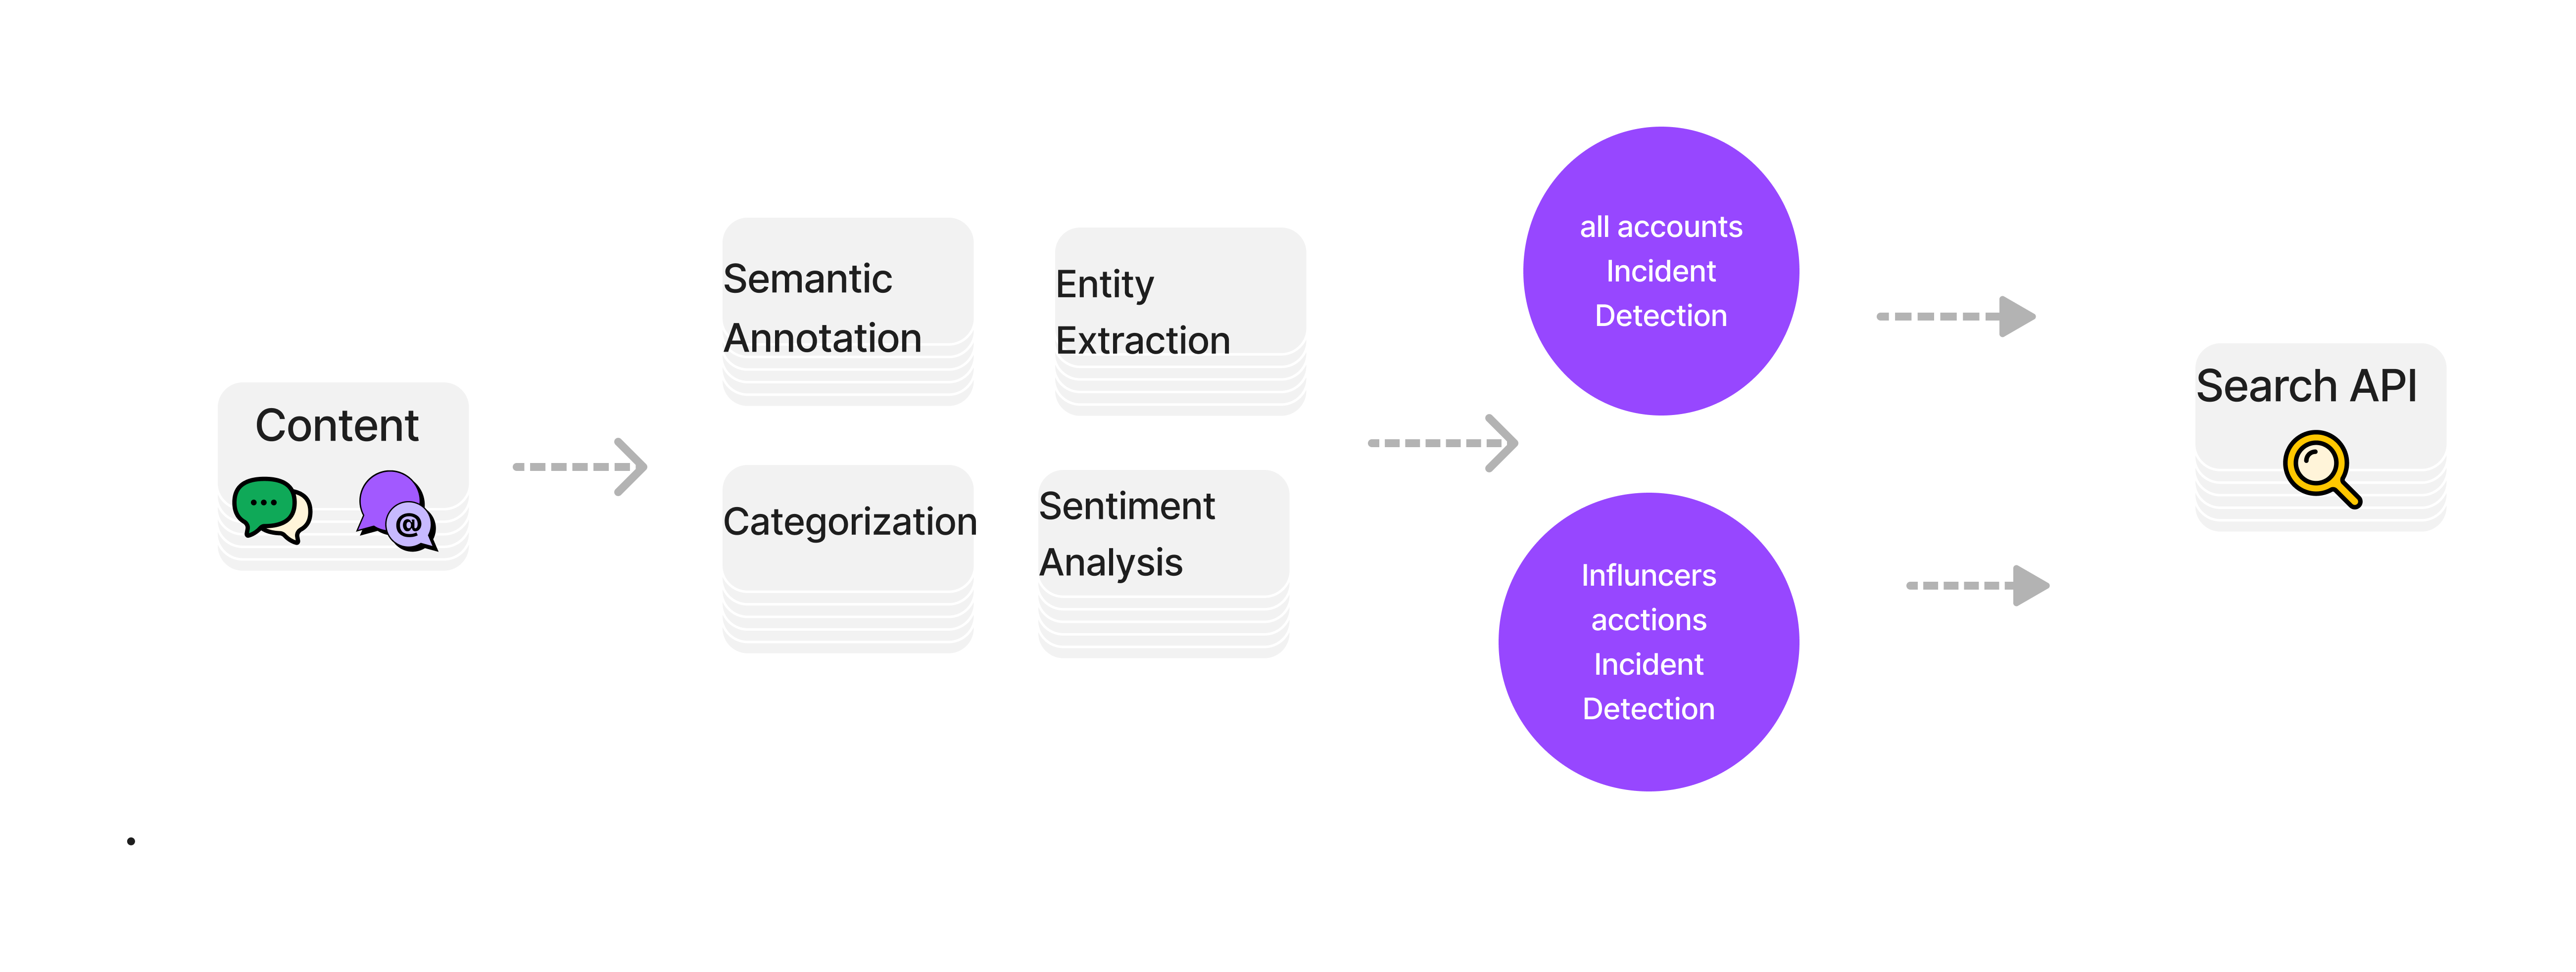 Content
@
Semantic
Annotation
Entity
Extraction
Categorization
Sentiment
Analysis
all accounts
Incident
Detection
Influncers
acctions
Incident
Detection
Search API